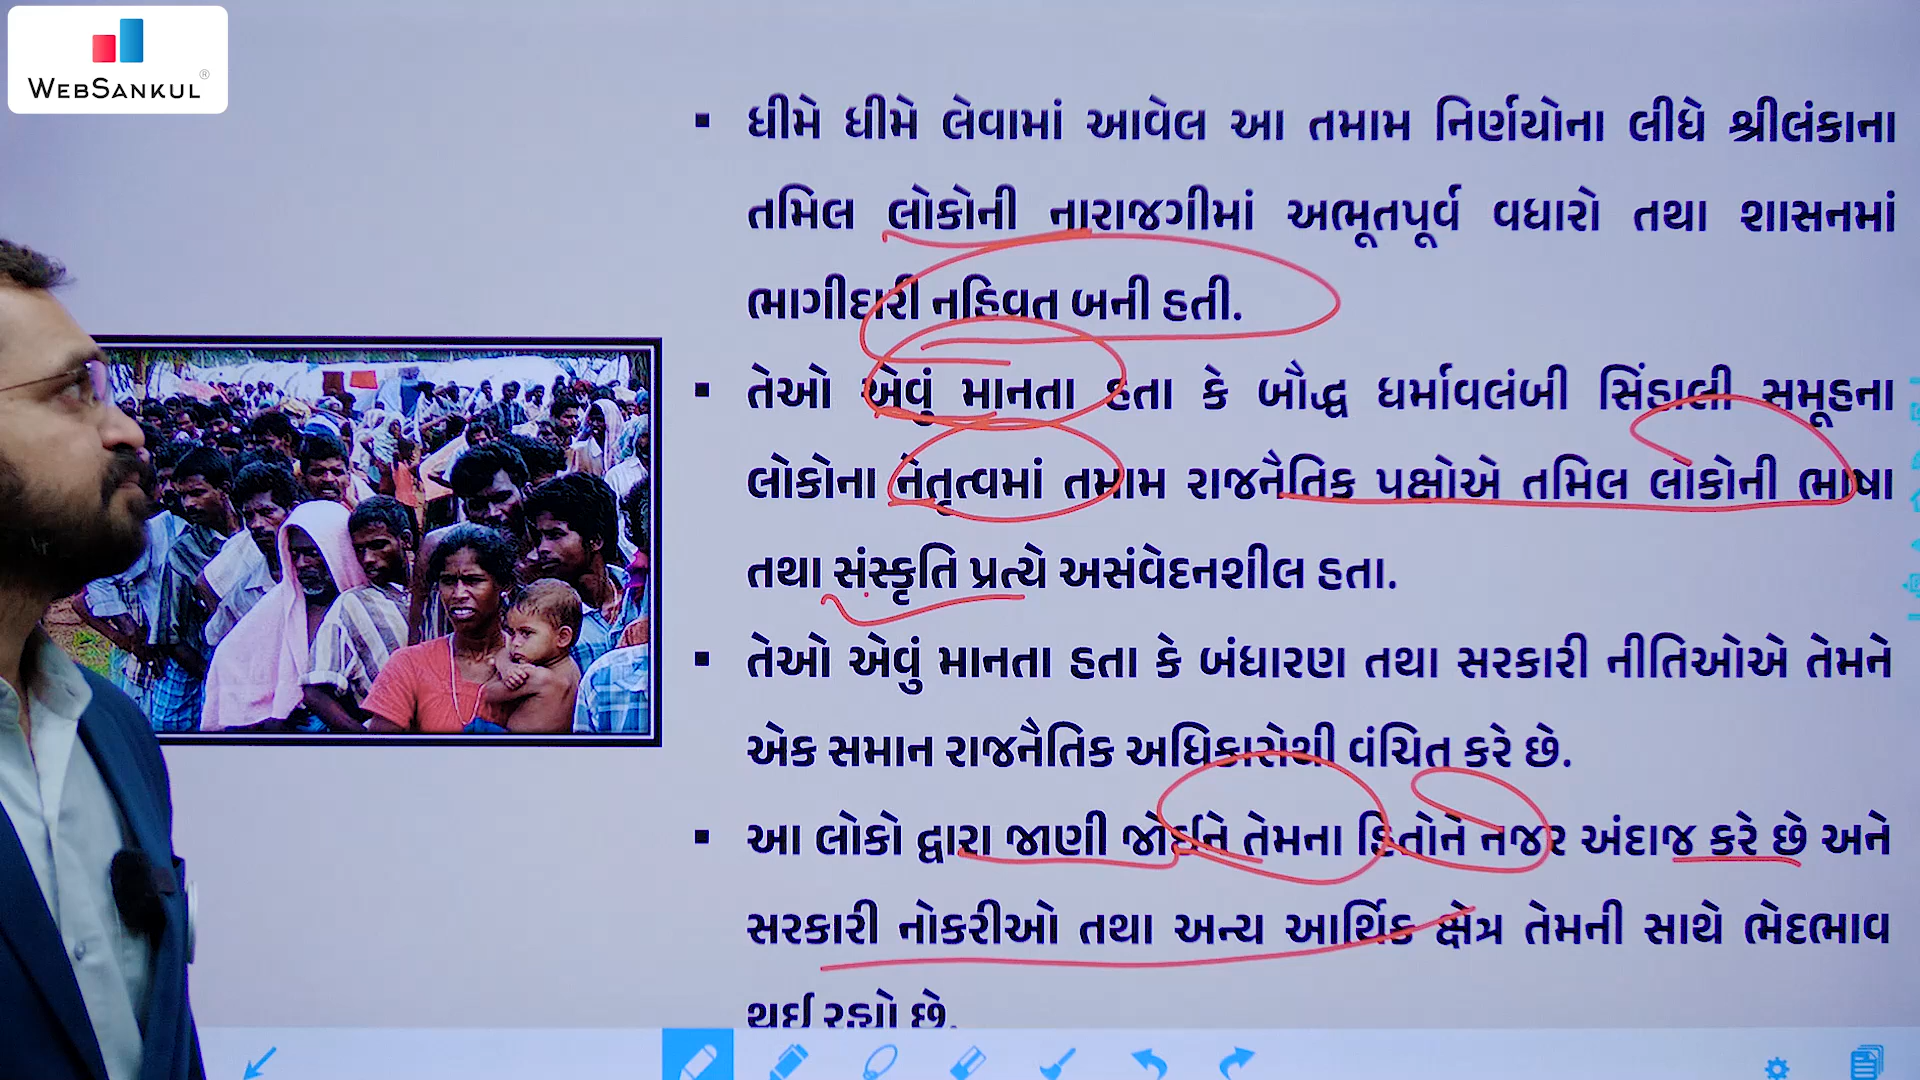 WEBSANKUL®
▪ ધીમે ધીમે લેવામાં આવેલ આ તમામ નિર્ણયોના લીધે શ્રીલંકાના
તમિલ લોકોની નારાજગીમાં અભૂતપૂર્વ વધારો તથા શાસનમાં
ભાગીદારી નહિવત બની હતી.
▪ તેઓ એવું માનતા હતા કે બૌદ્ધ ધર્માવલંબી સિંહાલી સમૂહના
લોકોના નેતૃત્વમાં તમામ રાજનૈતિક પક્ષોએ તમિલ લોકોની ભાષા
તથા સંસ્કૃતિ પ્રત્યે અસંવેદનશીલ હતા.
▪ તેઓ એવું માનતા હતા કે બંધારણ તથા સરકારી નીતિઓએ તેમને
એક સમાન રાજનૈતિક અધિકારોથી વંચિત કરે છે.
▪ આ લોકો દ્વારા જાણી જોઈને તેમના હિતોને નજર અંદાજ કરે છે અને
સરકારી નોકરીઓ તથા અન્ય આર્થિક ક્ષેત્ર તેમની સાથે ભેદભાવ
થઈ રહ્યો છે.